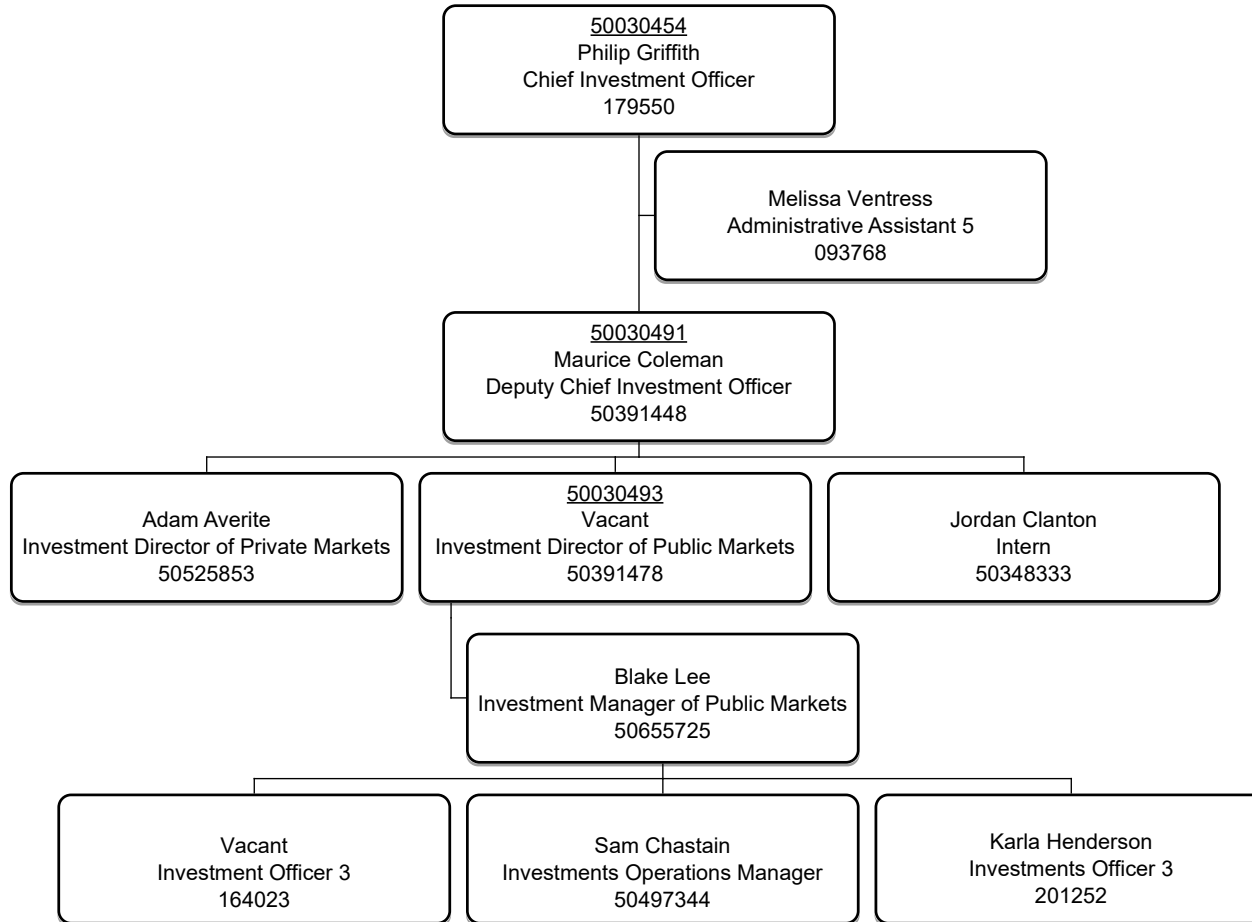 50030454
Philip Griffith
Chief Investment Officer
179550
Melissa Ventress
Administrative Assistant 5
093768
50030491
Maurice Coleman
Deputy Chief Investment Officer
50391448
Adam Averite
Investment Director of Private Markets
50525853
50030493
Vacant
Investment Director of Public Markets
50391478
Jordan Clanton
Intern
50348333
Blake Lee
Investment Manager of Public Markets
50655725
Vacant
Investment Officer 3
164023
Sam Chastain
Investments Operations Manager
50497344
Karla Henderson
Investments Officer 3
201252